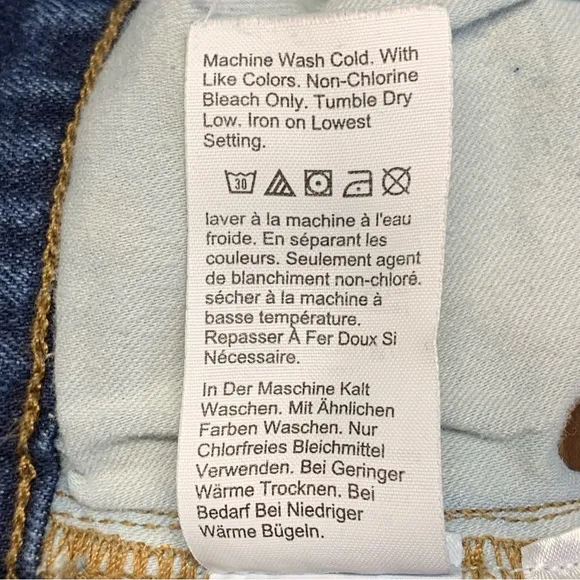 Machine Wash Cold. With
Like Colors. Non-Chlorine
Bleach Only. Tumble Dry
Low. Iron on Lowest
Setting.
30
laver à la machine à l'eau
froide. En séparant les
couleurs. Seulement agent
de blanchiment non-chloré.
sécher à la machine à
basse température.
Repasser À Fer Doux Si
Nécessaire.
In Der Maschine Kalt
Waschen. Mit Ähnlichen
Farben Waschen. Nur
Chlorfreies Bleichmittel
Verwenden. Bei Geringer
Wärme Trocknen. Bei
Bedarf Bei Niedriger
Wärme Bügeln.